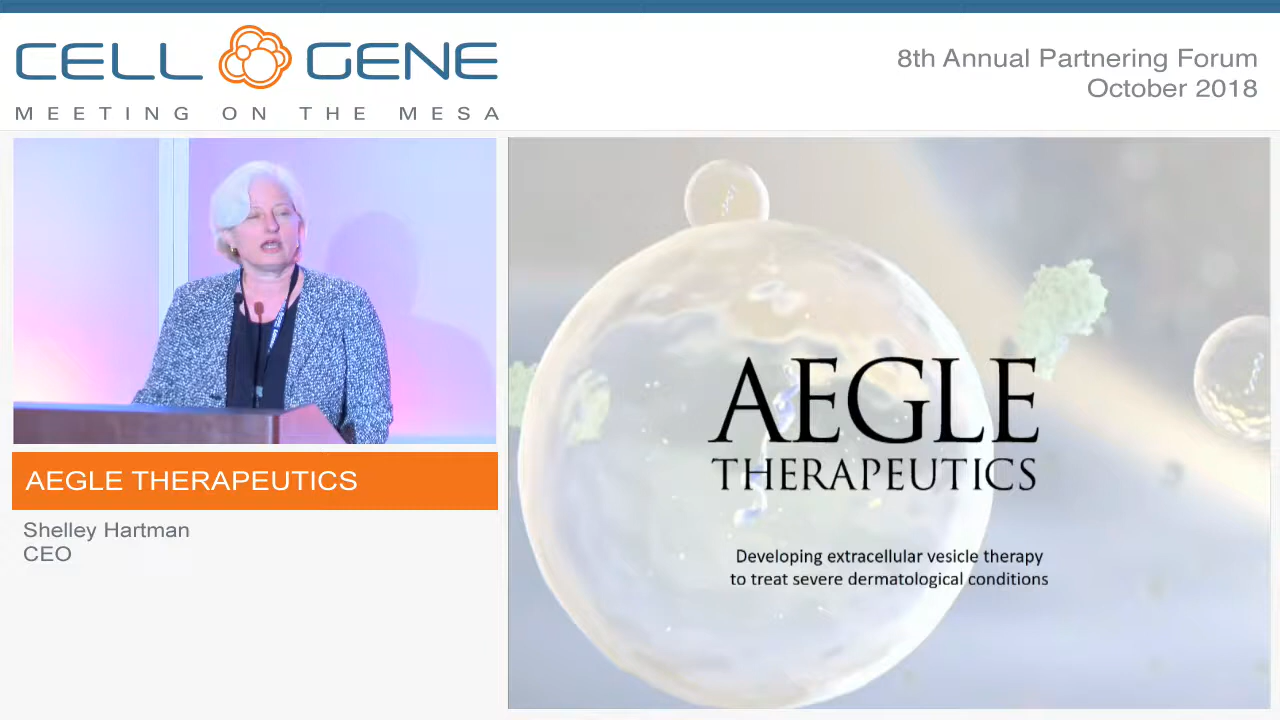 CELL GENE
MEETING ON THE MESA
8th Annual Partnering Forum
October 2018
AEGLE
THERAPEUTICS
Developing extracellular vesicle therapy
to treat severe dermatological conditions
AEGLE THERAPEUTICS
Shelley Hartman
CEO